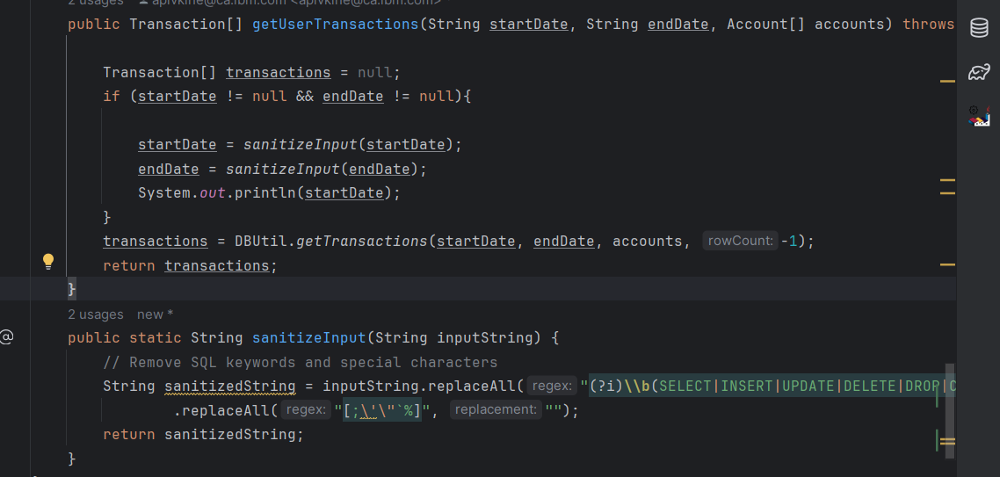 2 usages apivkine@ca.ibm.com <apivkine@ca.ibm.com>
public Transaction[] getUserTransactions(String startDate, String endDate, Account[] accounts) throws
Transaction[] transactions = null;
if (startDate != null && endDate != null){
startDate = sanitizeInput(startDate);
endDate = sanitizeInput(endDate);
System.out.println(startDate);
}
transactions = DBUtil.getTransactions(startDate, endDate, accounts, rowCount: -1);
return transactions;
}
2 usages new *
@
public static String sanitizeInput(String inputString) {
// Remove SQL keywords and special characters
String sanitizedString = inputString.replaceAll( regex: "(?i)\\b(SELECT|INSERT|UPDATE|DELETE|DROP|
.replaceAll( regex: "[;\'\"`%]", replacement: "");
return sanitizedString;
}